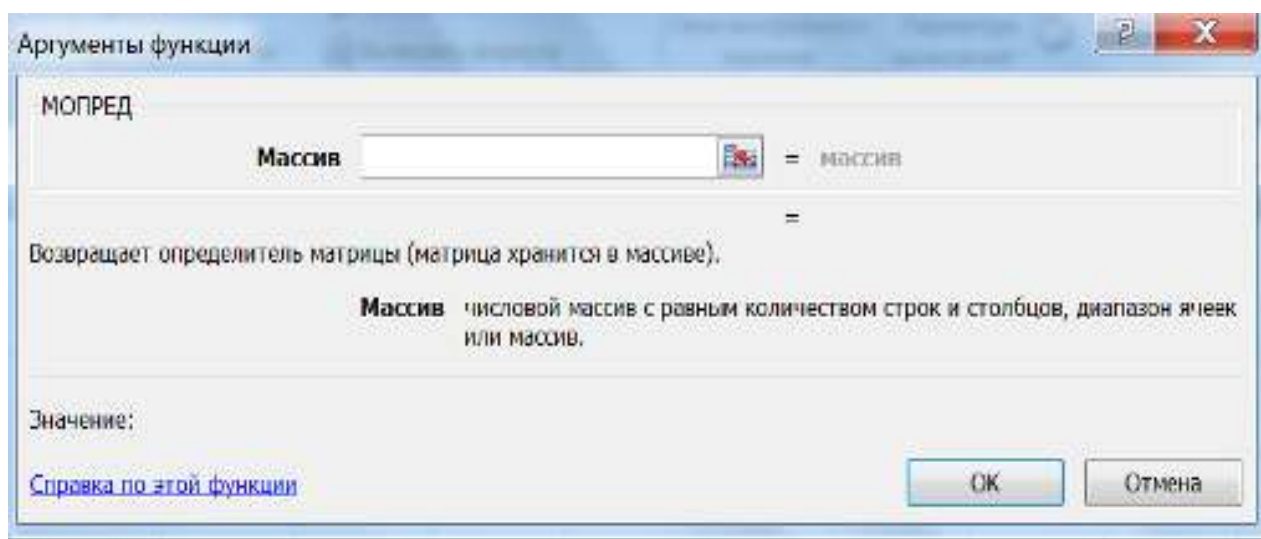 Аргументы функции
МОПРЕД
Массив = массив
=
Возвращает определитель матрицы (матрица хранится в массиве).
Массив числовой массив с равным количеством строк и столбцов, диапазон ячеек
или массив.
Значение:
Справка по этой функции
ОК Отмена